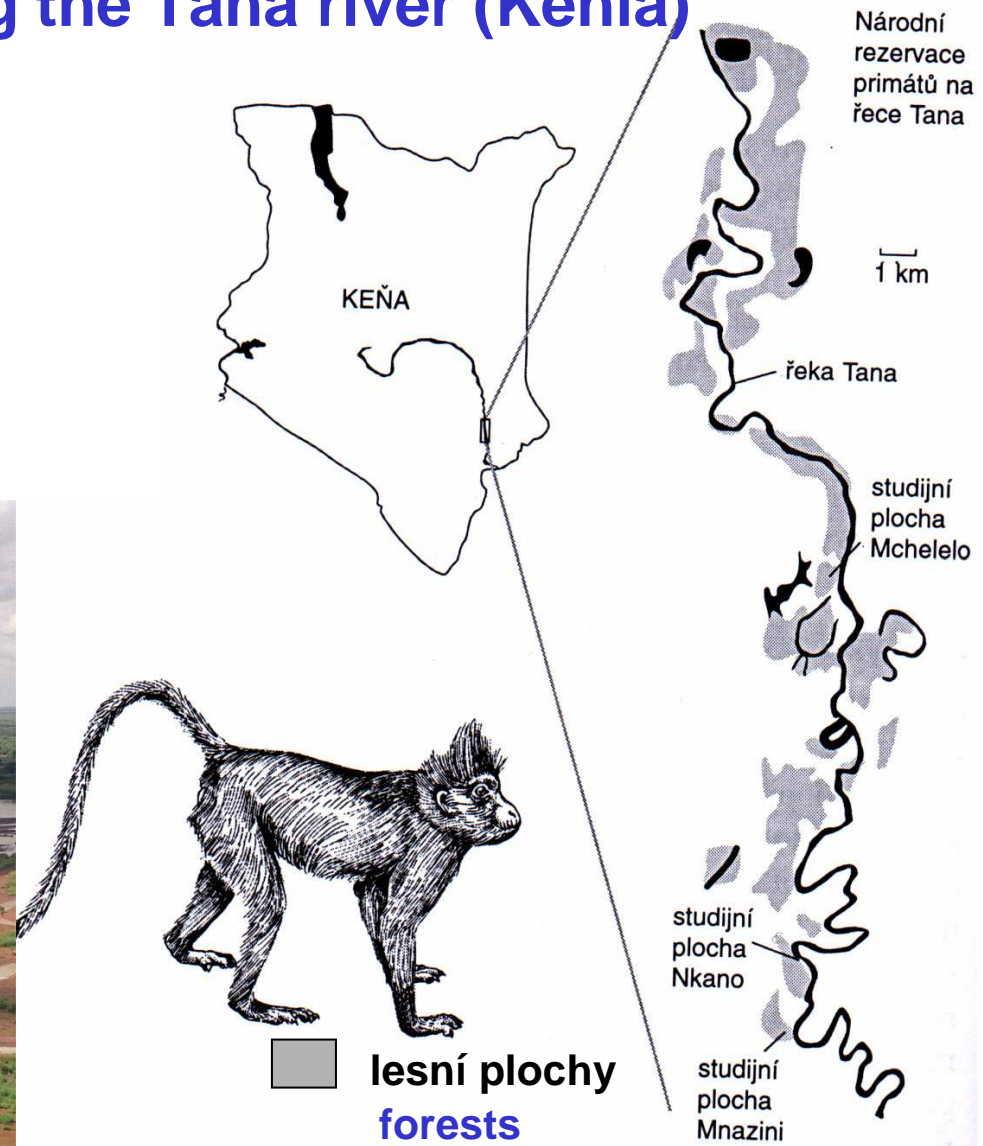 g the Tana river (Kenia)
Národní
rezervace
primátů na
řece Tana
1 km
KEŇA
řeka Tana
studijní
plocha
Mchelelo
studijní
plocha
Nkano
studijní
plocha
Mnazini
lesní plochy
forests